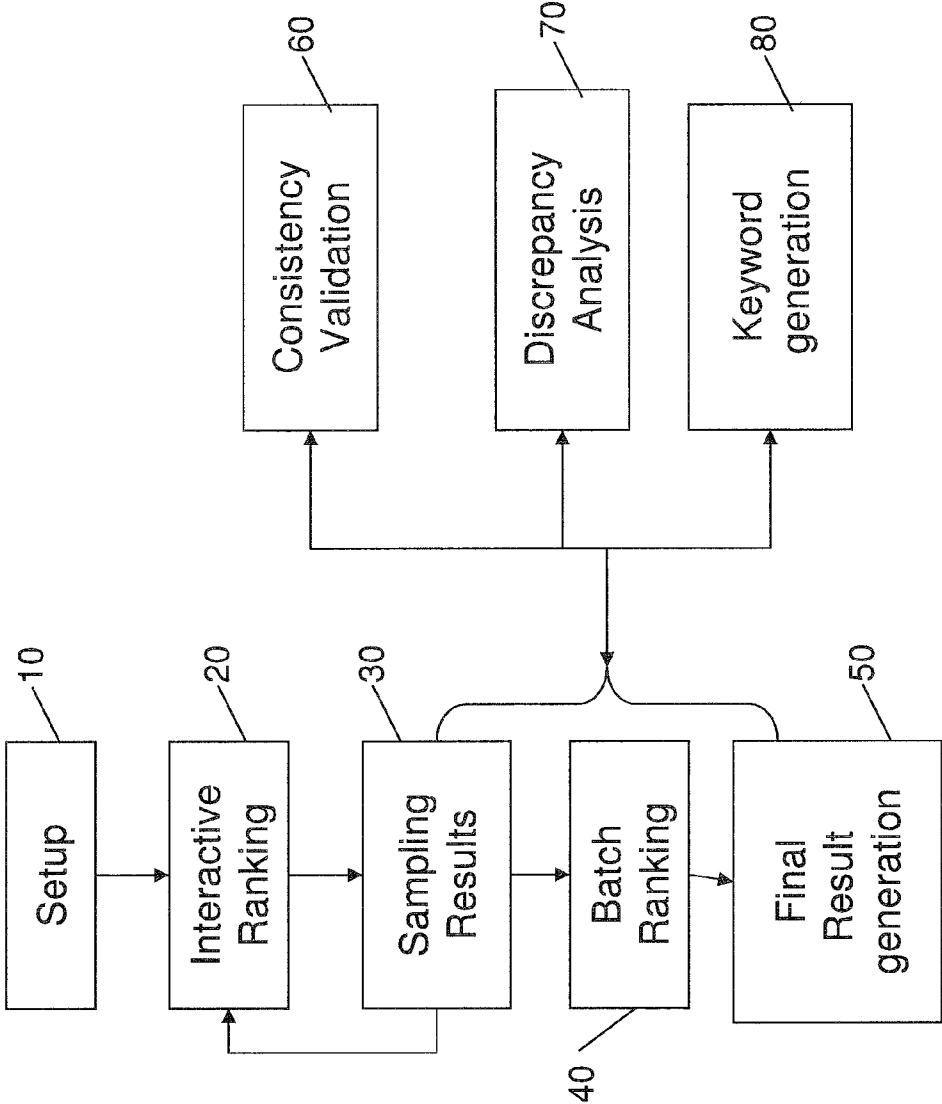 10
Setup
20
Interactive
Ranking
30
Sampling
Results
40
Batch
Ranking
50
Final
Result
generation
60
Consistency
Validation
70
Discrepancy
Analysis
80
Keyword
generation